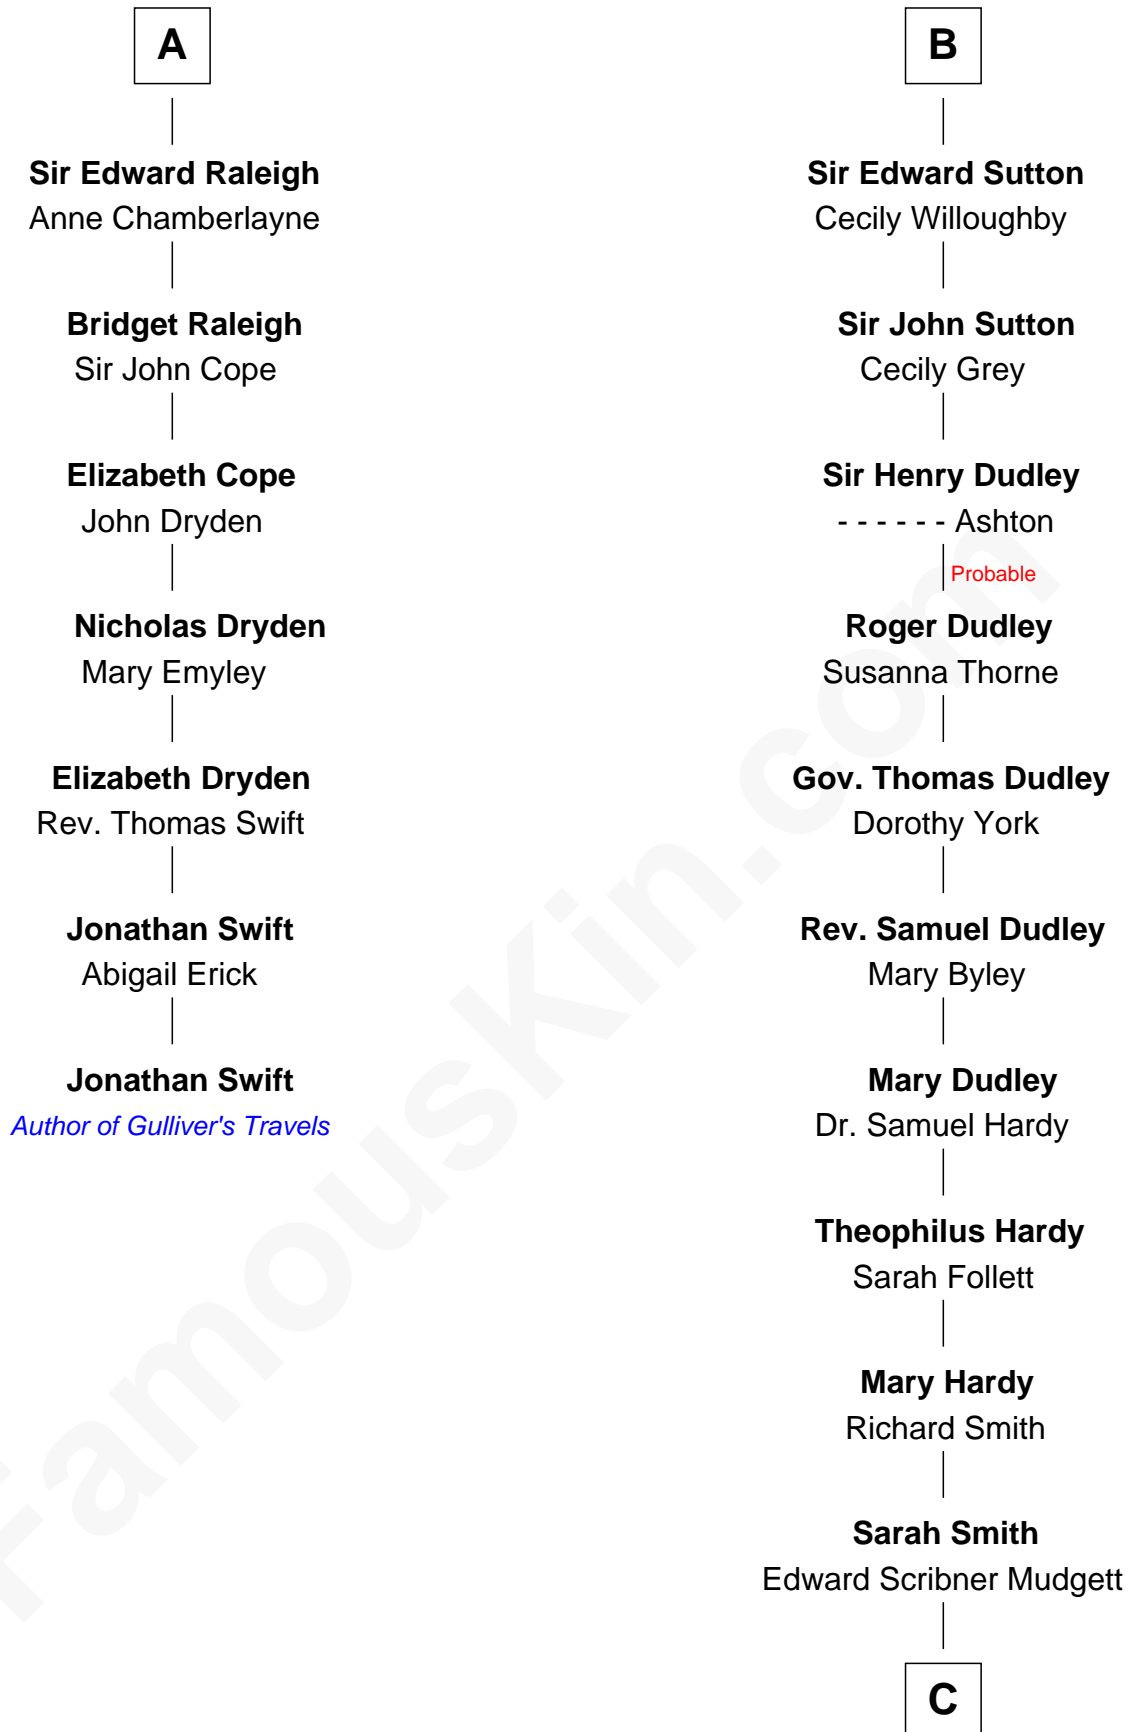 A
Sir Edward Raleigh
Anne Chamberlayne
Bridget Raleigh
Sir John Cope
Elizabeth Cope
John Dryden
Nicholas Dryden
Mary Emyley
Elizabeth Dryden
Rev. Thomas Swift
Jonathan Swift
Abigail Erick
Jonathan Swift
Author of Gulliver's Travels
B
Sir Edward Sutton
Cecily Willoughby
Sir John Sutton
Cecily Grey
Sir Henry Dudley
- - - - - - Ashton
Probable
Roger Dudley
Susanna Thorne
Gov. Thomas Dudley
Dorothy York
Rev. Samuel Dudley
Mary Byley
Mary Dudley
Dr. Samuel Hardy
Theophilus Hardy
Sarah Follett
Mary Hardy
Richard Smith
Sarah Smith
Edward Scribner Mudgett
C
FamousKin.com